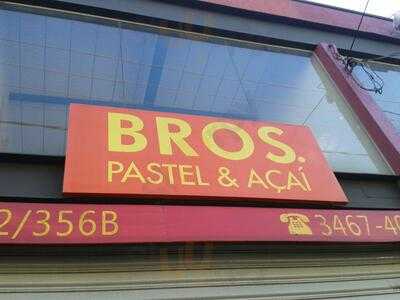 BROS.
PASTEL & AÇAÍ
2/356B
3467-4